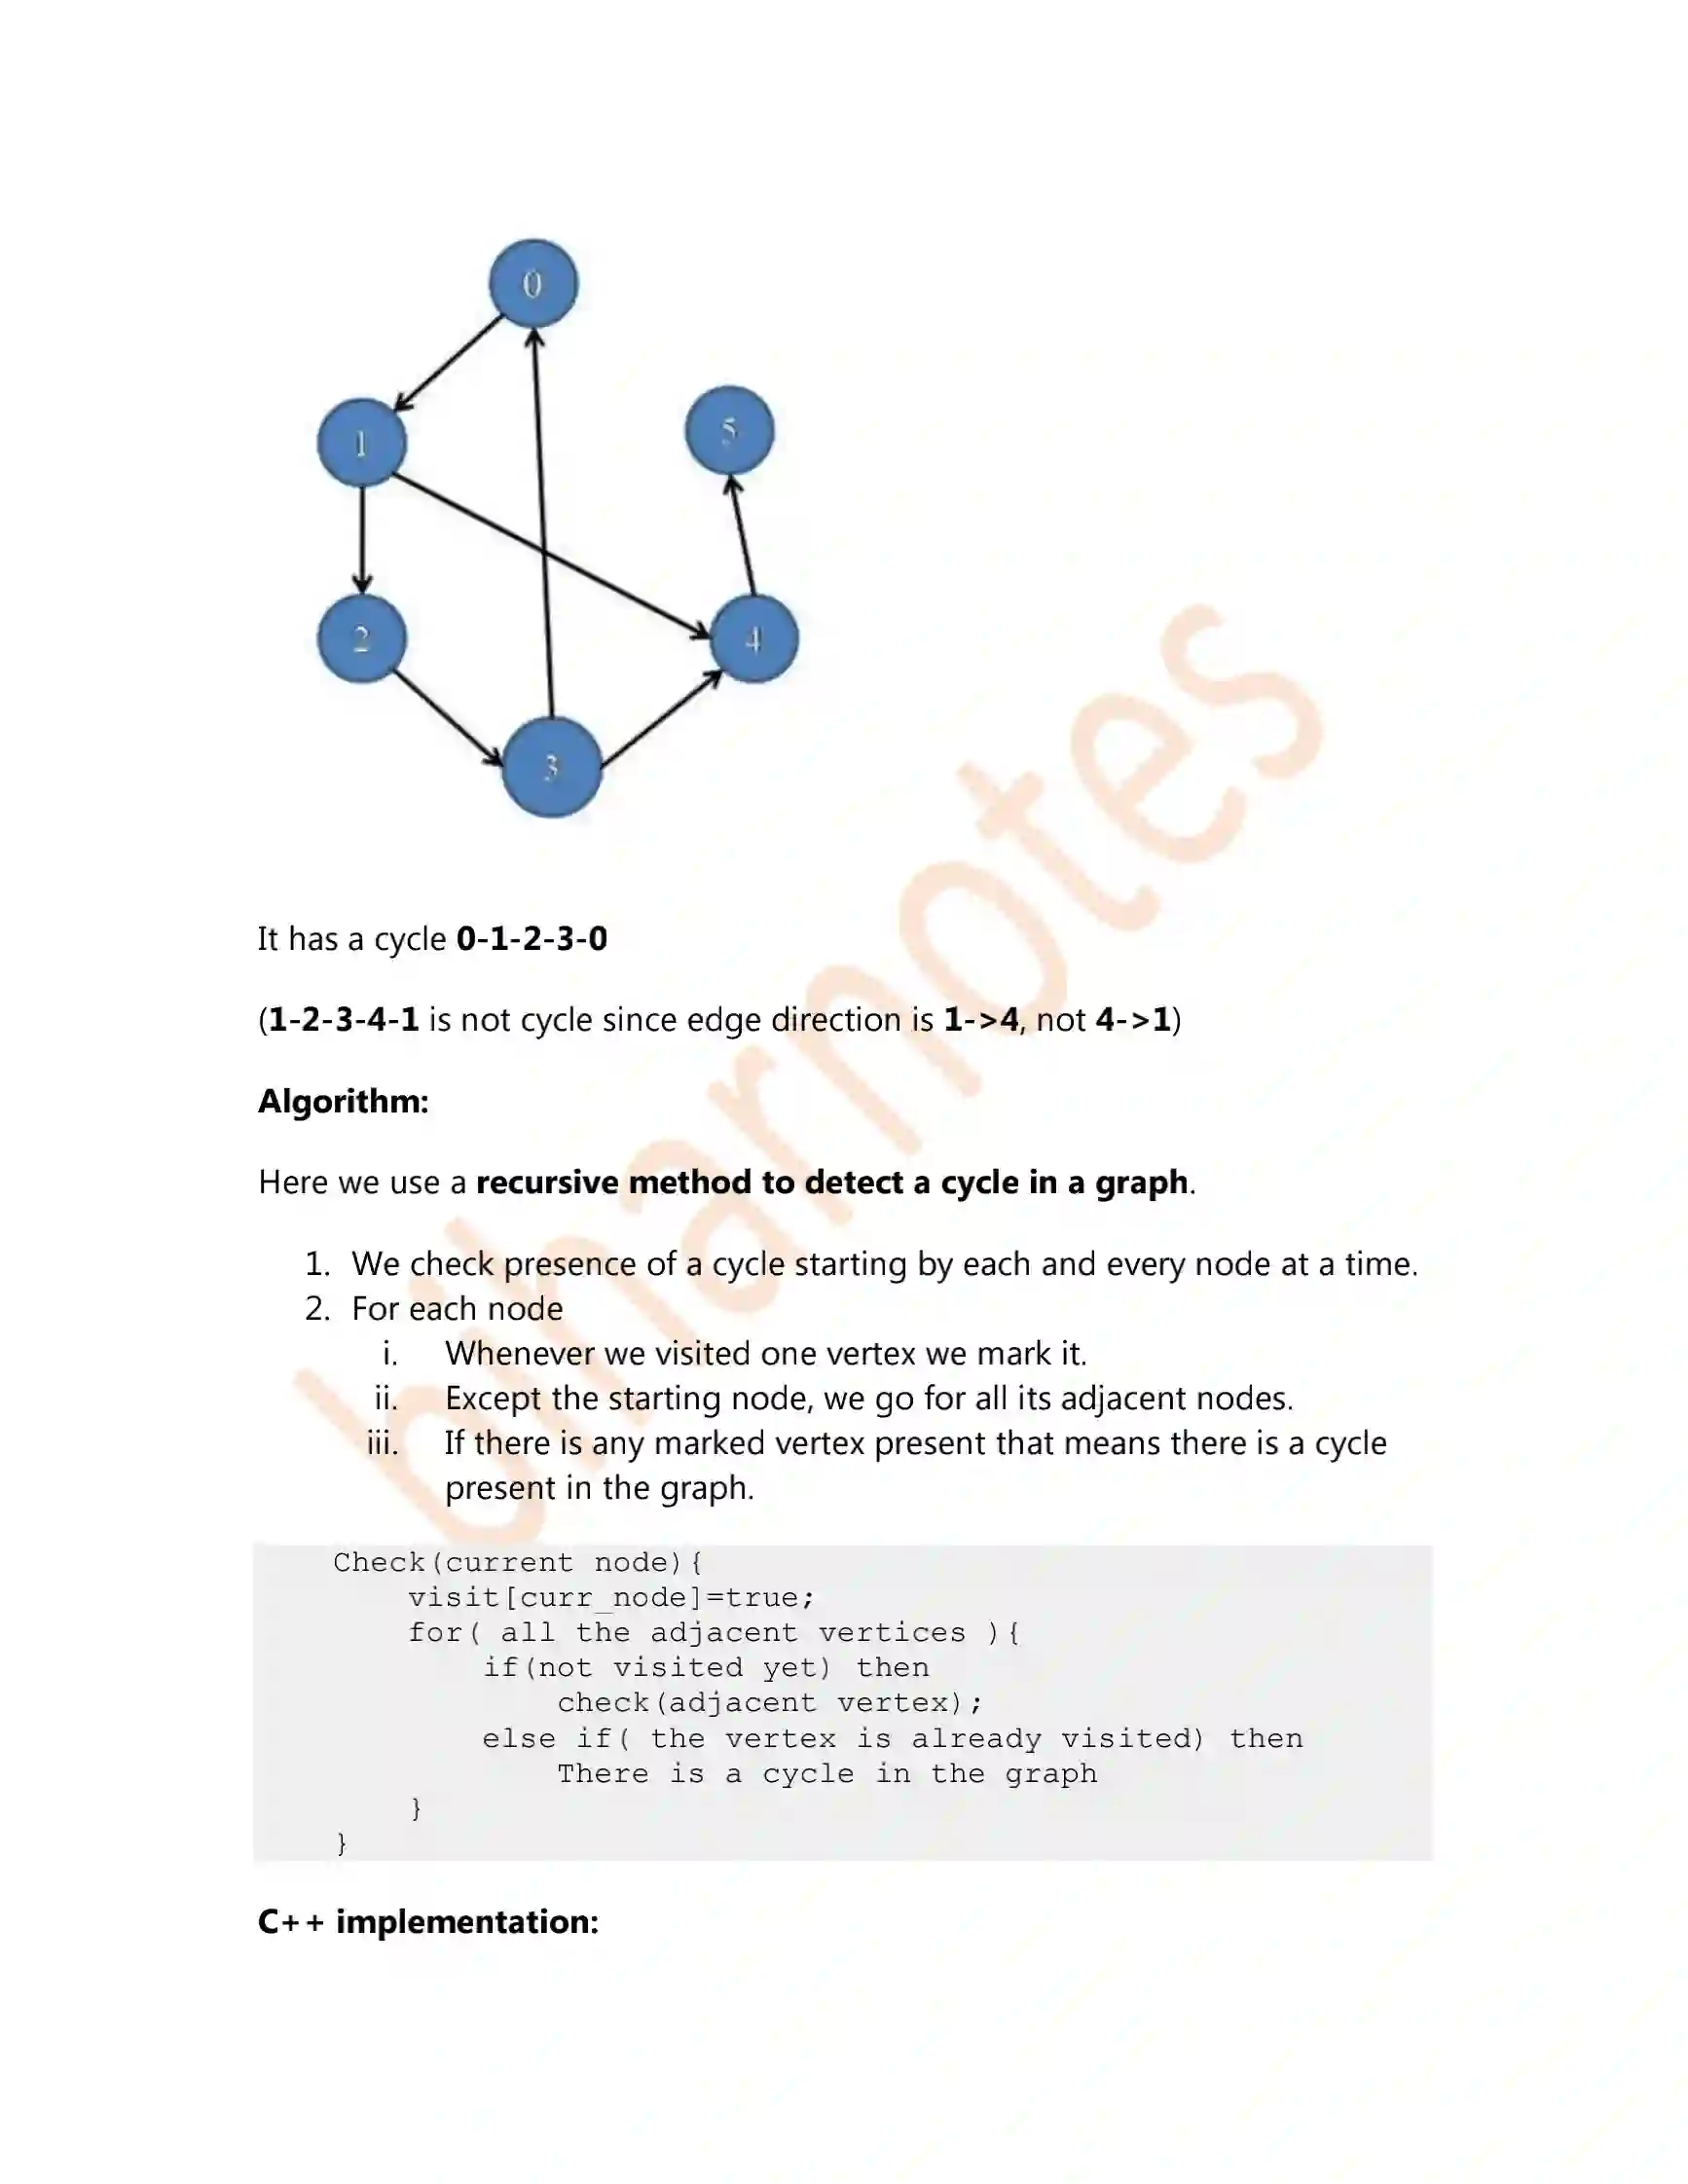 0
5
1
2
4
3
It has a cycle 0-1-2-3-0
(1-2-3-4-1 is not cycle since edge direction is 1->4, not 4->1)
Algorithm:
Here we use a recursive method to detect a cycle in a graph.
1. We check presence of a cycle starting by each and every node at a time.
2. For each node
i. Whenever we visited one vertex we mark it.
ii. Except the starting node, we go for all its adjacent nodes.
iii. If there is any marked vertex present that means there is a cycle
present in the graph.
Check(current node){
visit[curr_node]=true;
for( all the adjacent vertices ){
if(not visited yet) then
check(adjacent vertex);
else if( the vertex is already visited) then
There is a cycle in the graph
}
}
C++ implementation:
biharnotes